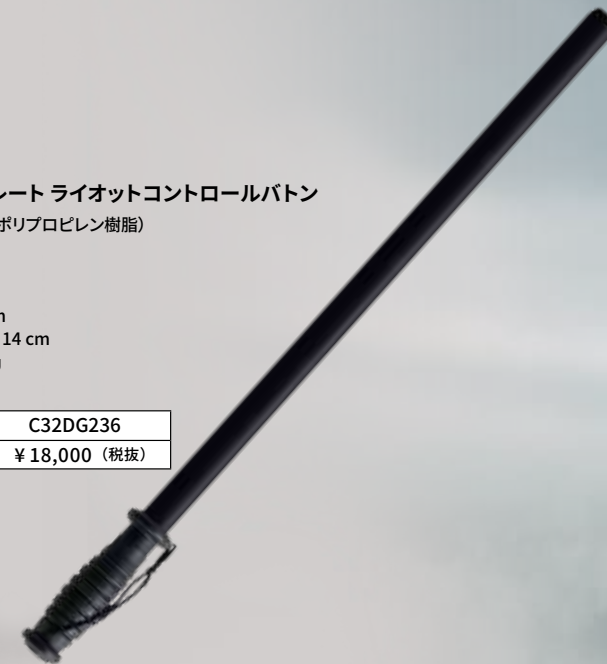 レート ライオットコントロールバトン
ポリプロピレン樹脂）
14 cm
C32DG236
¥ 18,000（税抜）